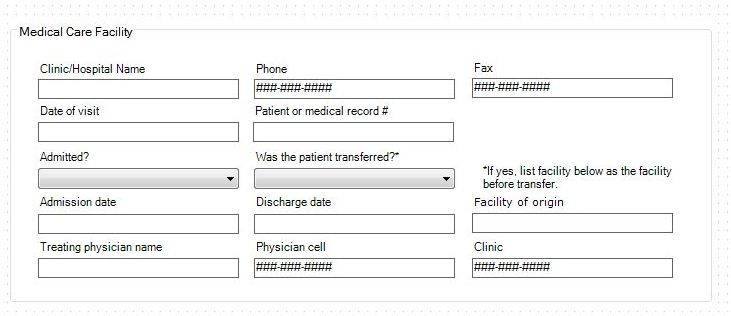 Medical Care Facility
Clinic/Hospital Name
Phone
Fax
###-###-####
###-###-####
Date of visit
Patient or medical record #
Admitted?
Was the patient transferred?*
*If yes, list facility below as the facility
before transfer.
Admission date
Discharge date
Facility of origin
Treating physician name
Physician cell
Clinic
###-###-####
###-###-####